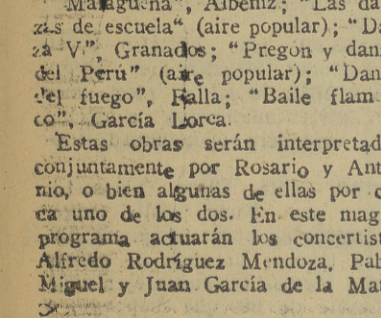 Malagueña", Albéniz; "Las da
zas de escuela" (aire popular); "Da
za V", Granados; "Pregon y dan
del Perú" (aire popular); "Dan
del fuego", Falla; "Baile flam
co", García Lorca.
Estas obras serán interpretad
conjuntamente por Rosario y Ant
nio, o bien algunas de ellas por c
da uno de los dos. En este mag
programa actuarán los concertist
Alfredo Rodríguez Mendoza, Pab
Miguel y Juan García de la Mat